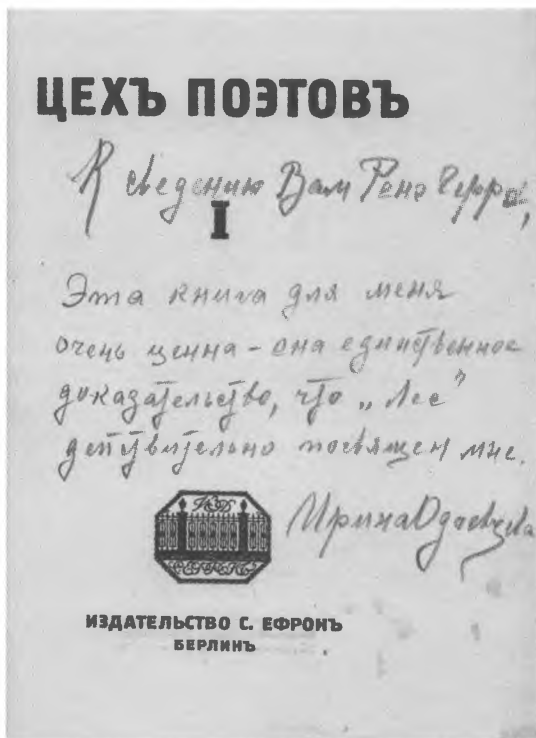 ЦЕХЪ ПОЭТОВЪ
К сведению Вам Рене Герра,
I
Эта книга для меня
очень ценна - она единственное
доказательство, что „Лес"
действительно посвящен мне.
Ирина Одоевцева
ИЗДАТЕЛЬСТВО С. ЕФРОНЪ
БЕРЛИНЪ